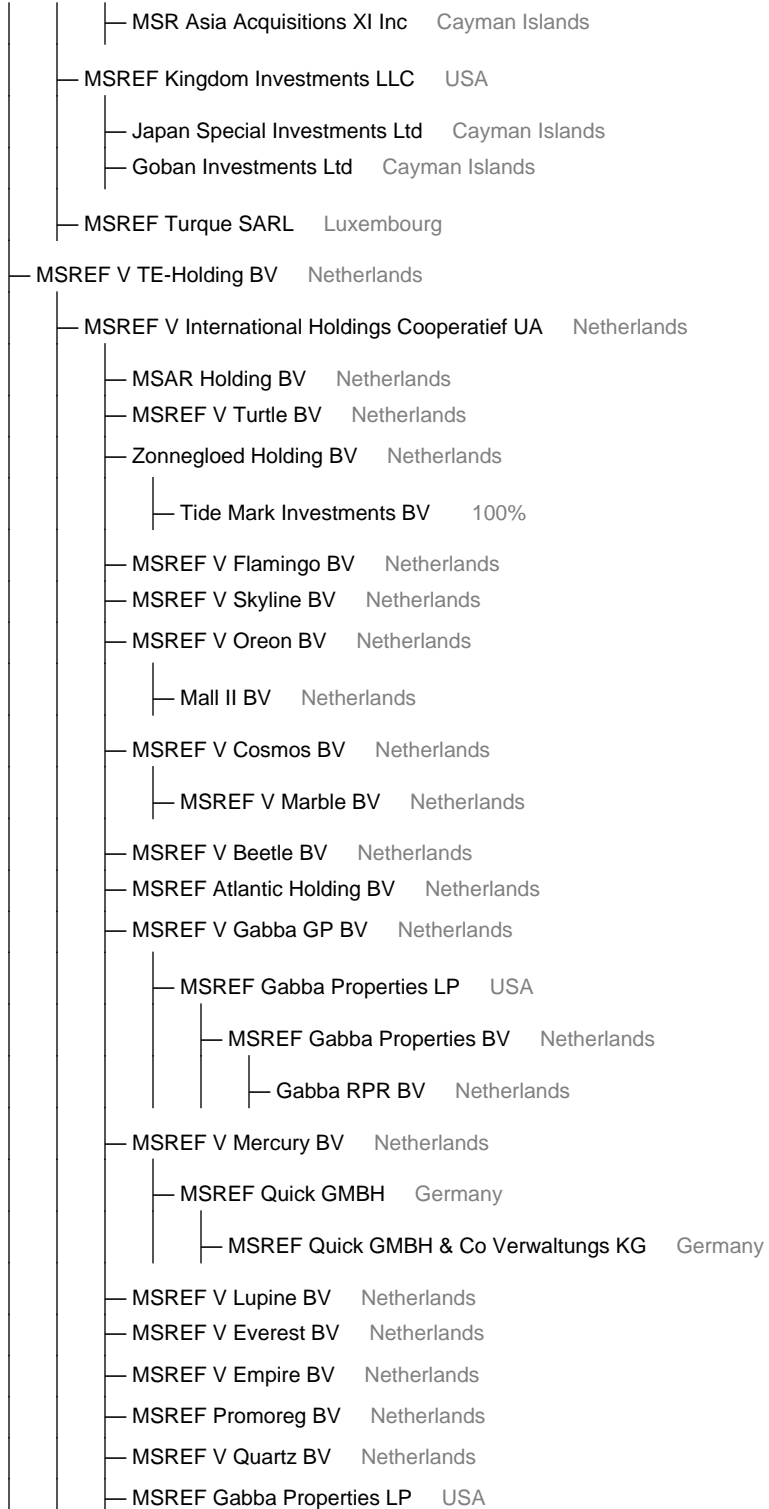 MSR Asia Acquisitions XI Inc Cayman Islands
MSREF Kingdom Investments LLC USA
Japan Special Investments Ltd Cayman Islands
Goban Investments Ltd Cayman Islands
MSREF Turque SARL Luxembourg
MSREF V TE-Holding BV Netherlands
MSREF V International Holdings Cooperatief UA Netherlands
MSAR Holding BV Netherlands
MSREF V Turtle BV Netherlands
Zonnegloed Holding BV Netherlands
Tide Mark Investments BV 100%
MSREF V Flamingo BV Netherlands
MSREF V Skyline BV Netherlands
MSREF V Oreon BV Netherlands
Mall II BV Netherlands
MSREF V Cosmos BV Netherlands
MSREF V Marble BV Netherlands
MSREF V Beetle BV Netherlands
MSREF Atlantic Holding BV Netherlands
MSREF V Gabba GP BV Netherlands
MSREF Gabba Properties LP USA
MSREF Gabba Properties BV Netherlands
Gabba RPR BV Netherlands
MSREF V Mercury BV Netherlands
MSREF Quick GMBH Germany
MSREF Quick GMBH & Co Verwaltungs KG Germany
MSREF V Lupine BV Netherlands
MSREF V Everest BV Netherlands
MSREF V Empire BV Netherlands
MSREF Promoreg BV Netherlands
MSREF V Quartz BV Netherlands
MSREF Gabba Properties LP USA